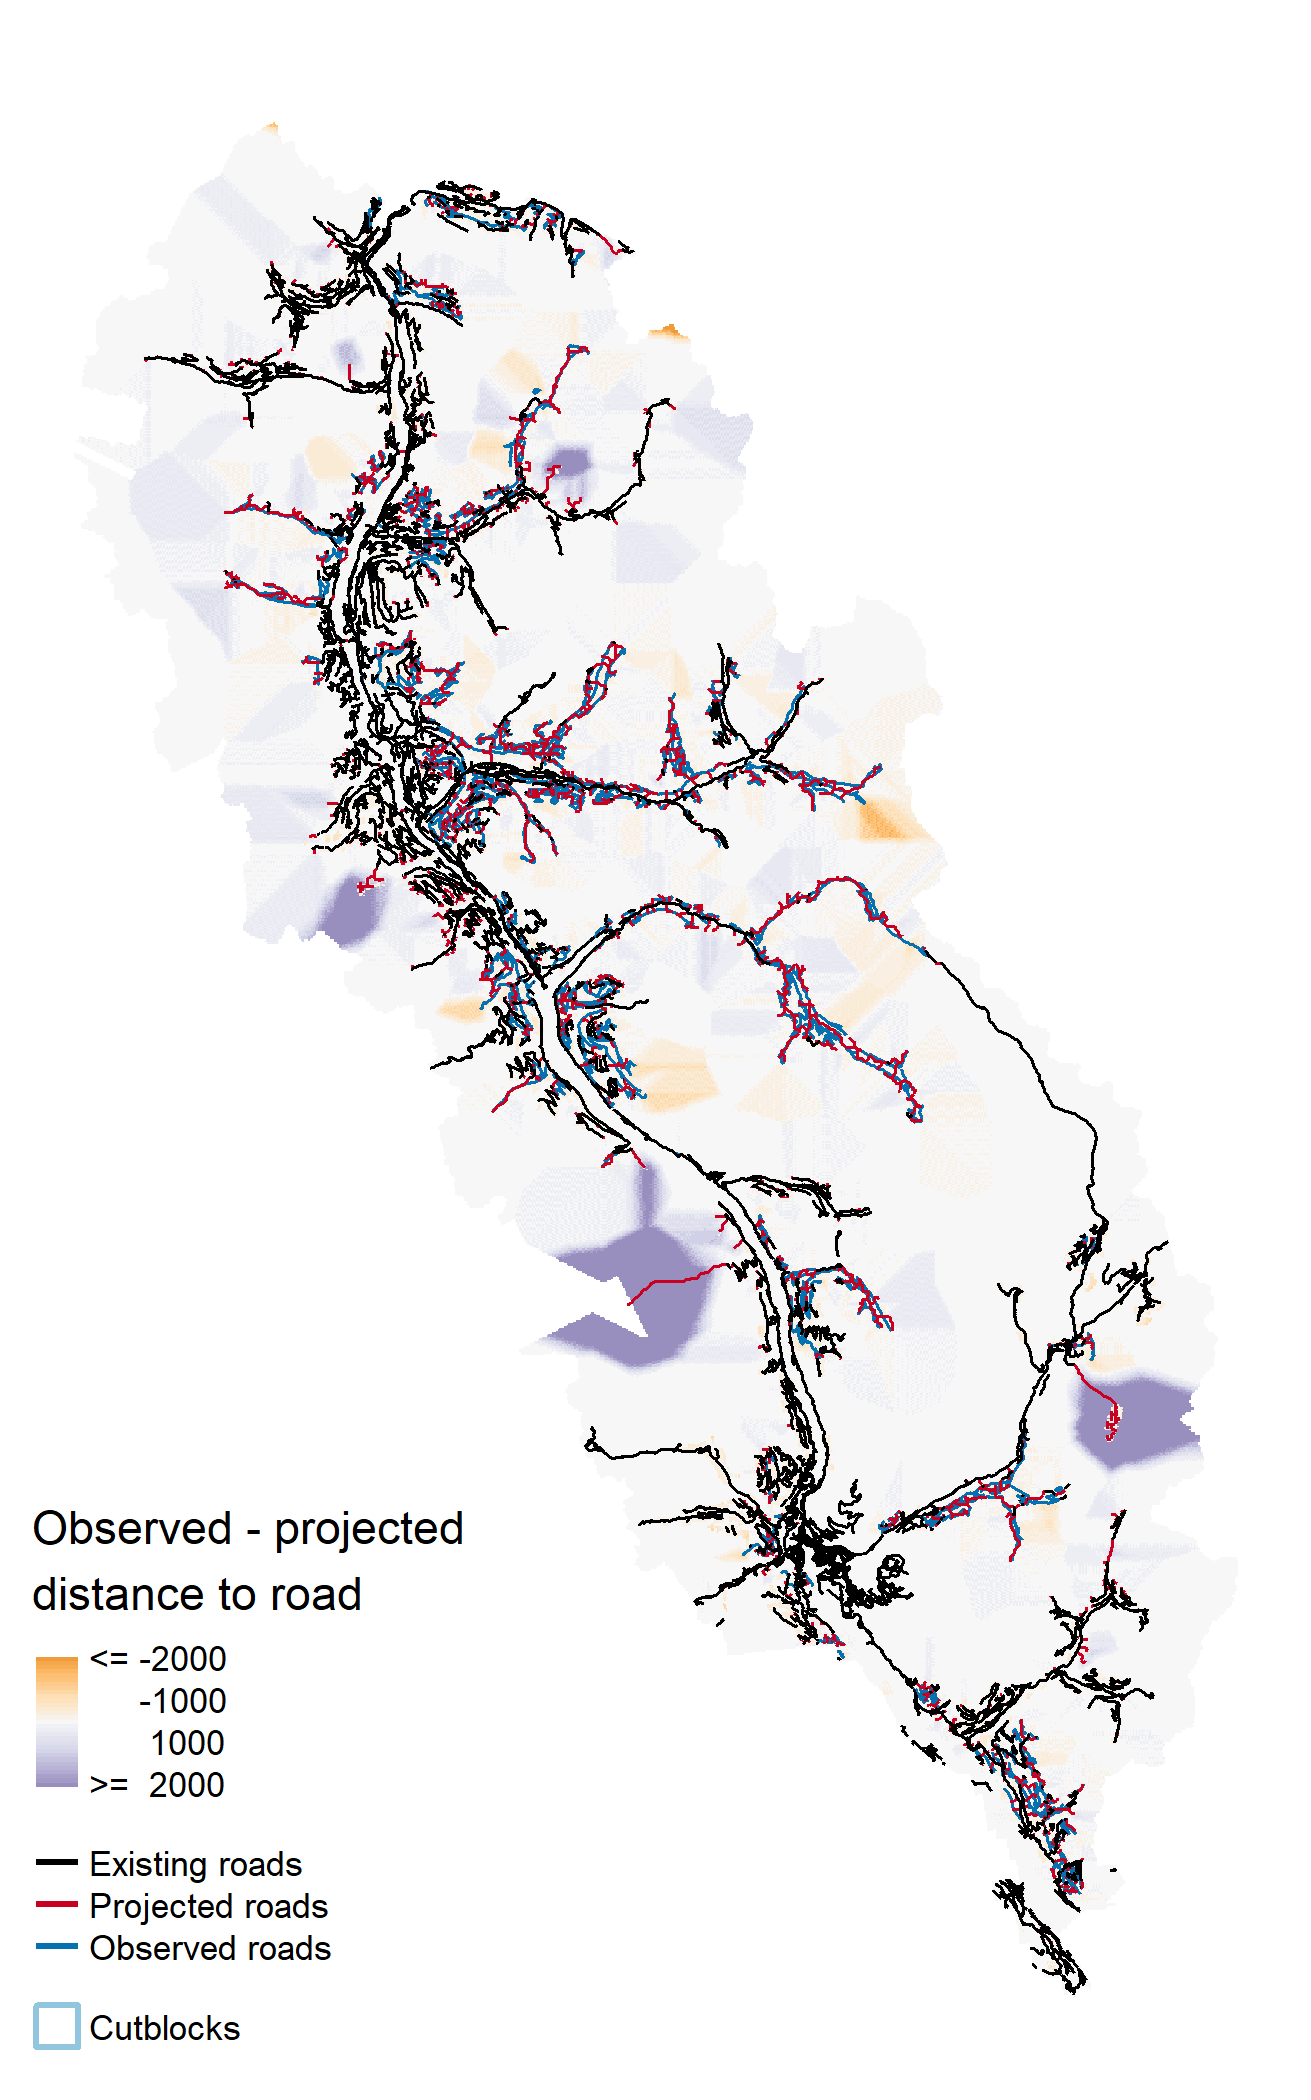 Observed - projected
distance to road
<= -2000
-1000
1000
>= 2000
Existing roads
Projected roads
Observed roads
Cutblocks